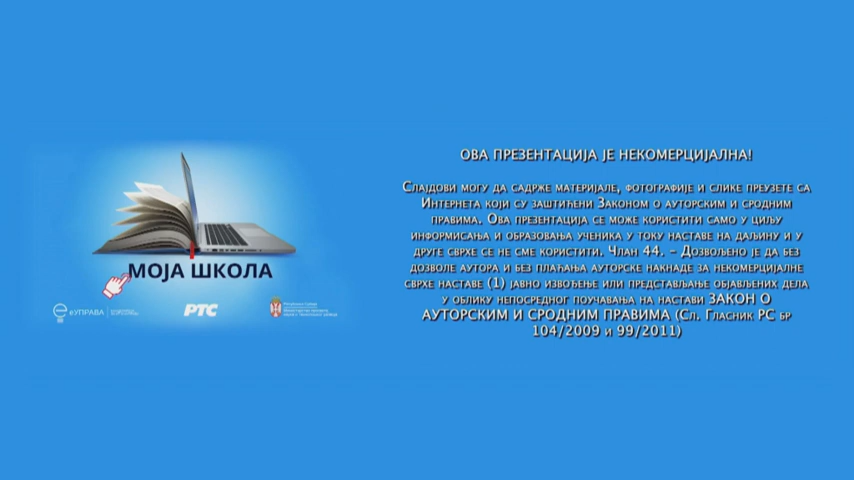 ОВА ПРЕЗЕНТАЦИЈА ЈЕ НЕКОМЕРЦИЈАЛНА!
Слајдови могу да садрже материјале, фотографије и слике преузете са
Интернета који су заштићени Законом о ауторским и сродним
правима. Ова презентација се може користити само у циљу
информисања и образовања ученика у току наставе на даљину и у
друге сврхе се не сме користити. Члан 44. – Дозвољено је да без
дозволе аутора и без плаћања ауторске накнаде за некомерцијалне
сврхе наставе (1) јавно извођење или представљање објављених дела
у облику непосредног поучавања на настави ЗАКОН О
АУТОРСКИМ И СРОДНИМ ПРАВИМА (Сл. Гласник РС бр
104/2009 и 99/2011)
МОЈА ШКОЛА
еУПРАВА
РТС